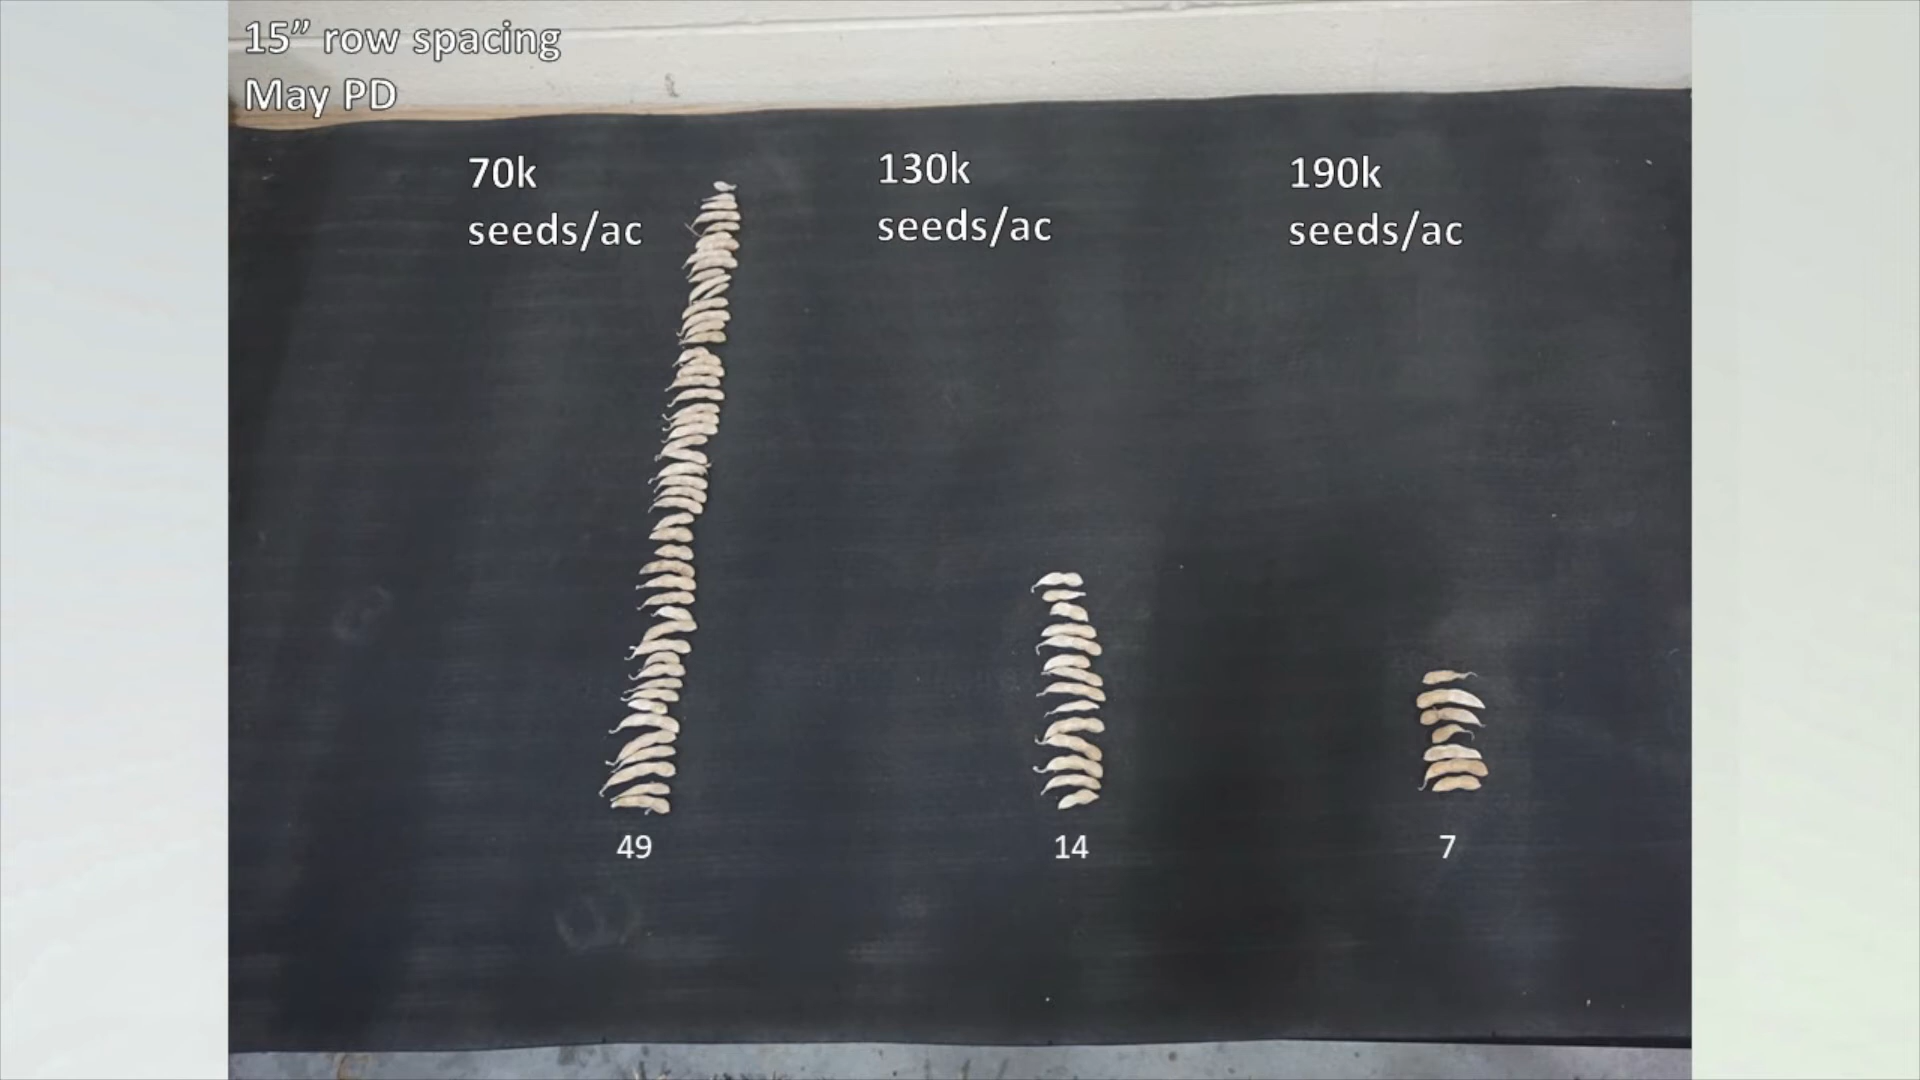 15” row spacing
May PD
70k
seeds/ac
130k
seeds/ac
190k
seeds/ac
49
14
7